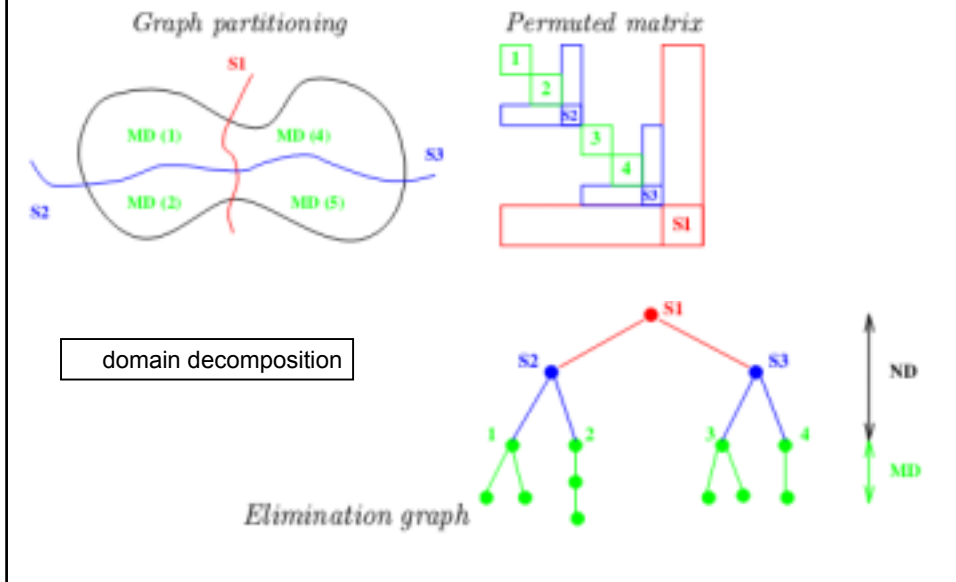 Graph partitioning
Permuted matrix
S1
MD (1)
MD (4)
S3
MD (2)
MD (5)
S2
1
2
S2
3
4
S3
S1
domain decomposition
S1
S2
S3
ND
1
2
3
4
MD
Elimination graph